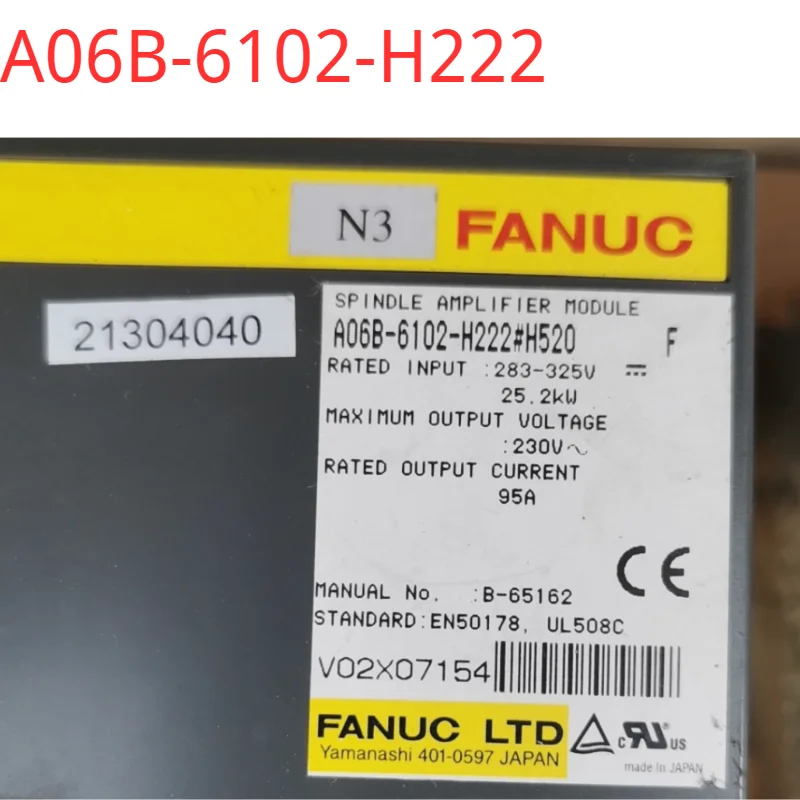 A06B-6102-H222
N3 FANUC
21304040
SPINDLE AMPLIFIER MODULE
A06B-6102-H222#H520 F
RATED INPUT :283-325V ⎓
25.2kW
MAXIMUM OUTPUT VOLTAGE
:230V～
RATED OUTPUT CURRENT
95A
CE
MANUAL No. :B-65162
STANDARD:EN50178, UL508C
V02X07154
FANUC LTD
Yamanashi 401-0597 JAPAN
c RU US
made In JAPAN